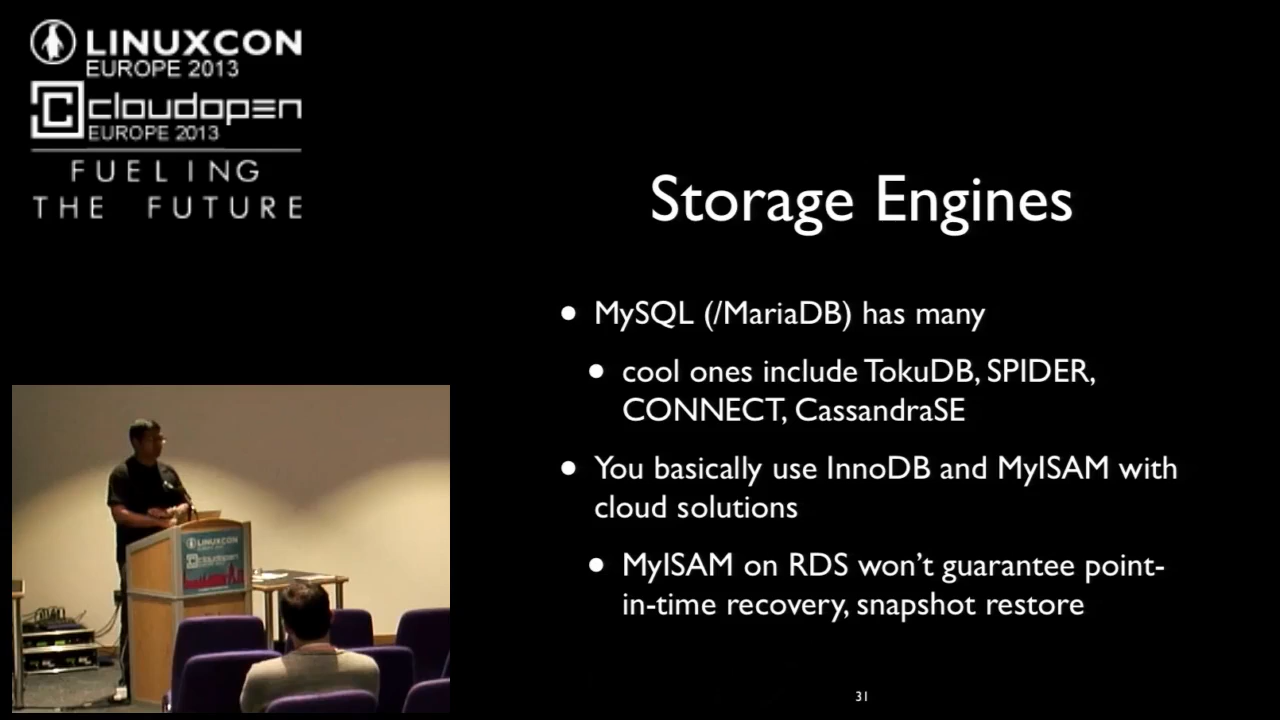 LINUXCON
EUROPE 2013
cloudopen
EUROPE 2013
FUELING
THE FUTURE
Storage Engines
• MySQL (/MariaDB) has many
• cool ones include TokuDB, SPIDER,
CONNECT, CassandraSE
• You basically use InnoDB and MyISAM with
cloud solutions
• MyISAM on RDS won't guarantee point-
in-time recovery, snapshot restore
LINUXCON
cloudopen
31